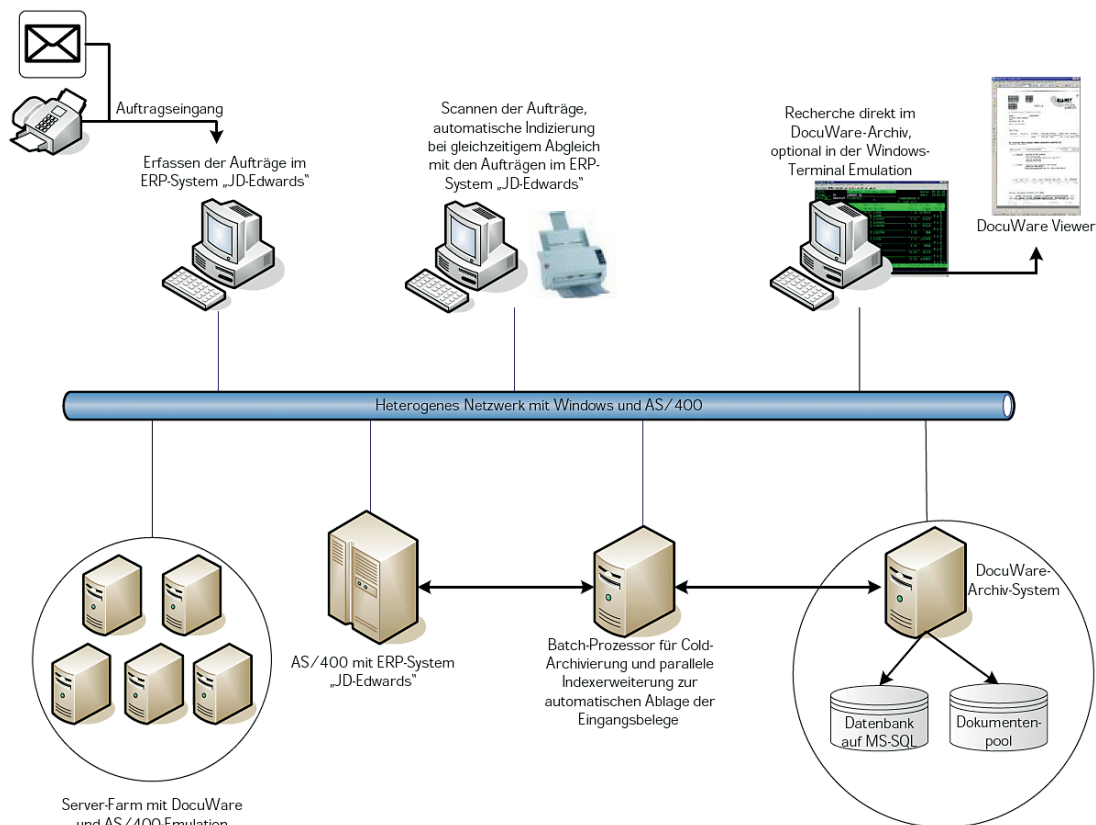 Auftragseingang
Erfassen der Aufträge im
ERP-System „JD-Edwards“
Scannen der Aufträge,
automatische Indizierung
bei gleichzeitigem Abgleich
mit den Aufträgen im ERP-
System „JD-Edwards“
Recherche direkt im
DocuWare-Archiv,
optional in der Windows-
Terminal Emulation
DocuWare Viewer
Heterogenes Netzwerk mit Windows und AS/400
AS/400 mit ERP-System
„JD-Edwards“
Batch-Prozessor für Cold-
Archivierung und parallele
Indexerweiterung zur
automatischen Ablage der
Eingangsbelege
DocuWare-
Archiv-System
Datenbank
auf MS-SQL
Dokumenten-
pool
Server-Farm mit DocuWare
und AS/400-Emulation